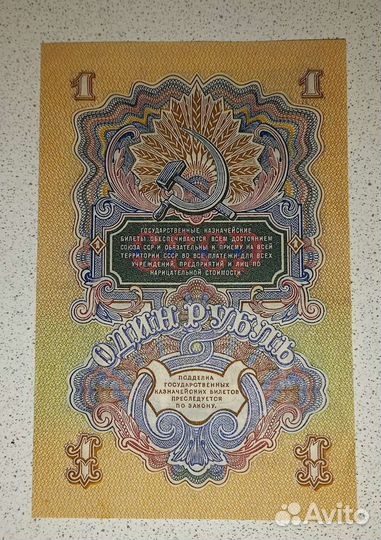 1 1
ГОСУДАРСТВЕННЫЕ КАЗНАЧЕЙСКИЕ
БИЛЕТЫ ОБЕСПЕЧИВАЮТСЯ ВСЕМ ДОСТОЯНИЕМ
СОЮЗА ССР И ОБЯЗАТЕЛЬНЫ К ПРИЕМУ НА ВСЕЙ
ТЕРРИТОРИИ СССР ВО ВСЕ ПЛАТЕЖИ ДЛЯ ВСЕХ
УЧРЕЖДЕНИЙ, ПРЕДПРИЯТИЙ И ЛИЦ ПО
НАРИЦАТЕЛЬНОЙ СТОИМОСТИ
1 1
ОДИН РУБЛЬ
ПОДДЕЛКА
ГОСУДАРСТВЕННЫХ
КАЗНАЧЕЙСКИХ БИЛЕТОВ
ПРЕСЛЕДУЕТСЯ
ПО ЗАКОНУ.
1 1
Avito